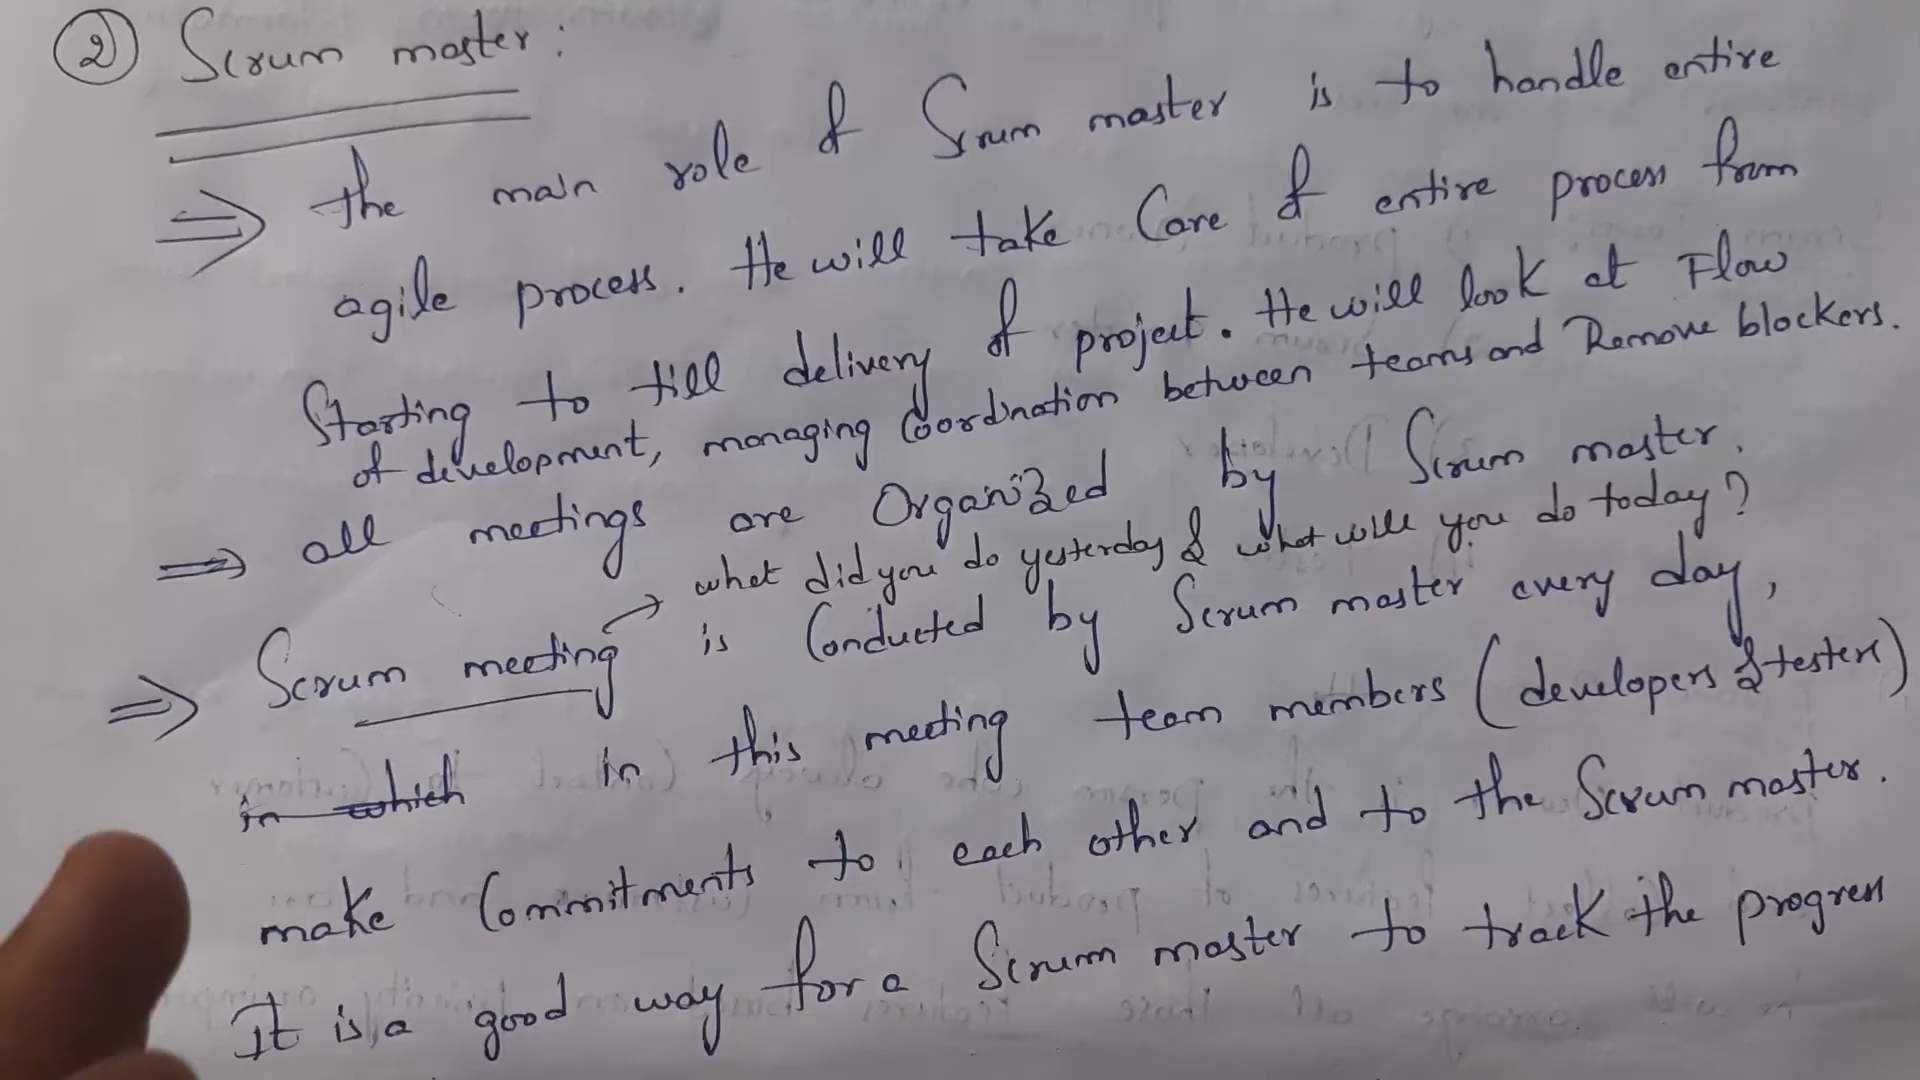 ② Scrum master:
⇒ the main role of Scrum master is to handle entire
agile process. He will take Care of entire process from
Starting to till delivery of project. He will look at Flow
of development, managing Coordination between teams and Remove blockers.
⇒ all meetings are Organized by Scrum master.
→ what did you do yesterday & what will you do today?
⇒ Scrum meeting is Conducted by Scrum master every day,
in which in this meeting team members (developers & testers)
make Commitments to each other and to the Scrum master.
It is a good way for a Scrum master to track the progress